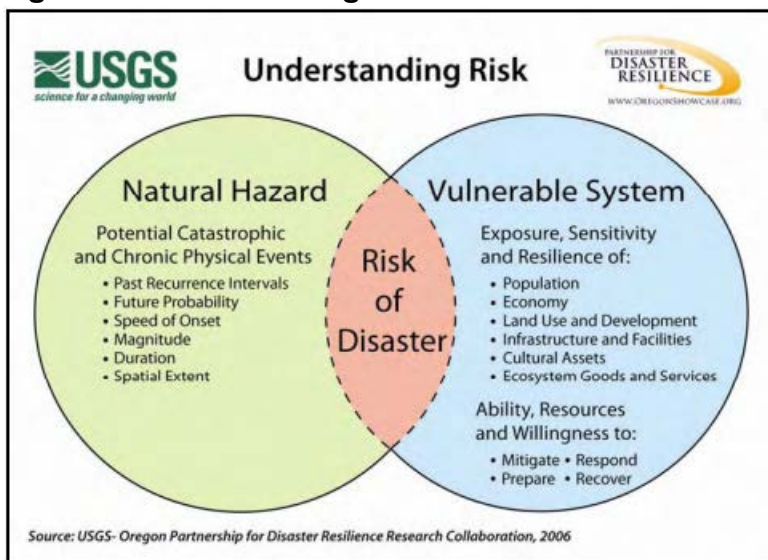 USGS
science for a changing world
Understanding Risk
PARTNERSHIP FOR
DISASTER
RESILIENCE
WWW.OREGONSHOWCASE.ORG
Natural Hazard
Potential Catastrophic
and Chronic Physical Events
• Past Recurrence Intervals
• Future Probability
• Speed of Onset
• Magnitude
• Duration
• Spatial Extent
Risk
of
Disaster
Vulnerable System
Exposure, Sensitivity
and Resilience of:
• Population
• Economy
• Land Use and Development
• Infrastructure and Facilities
• Cultural Assets
• Ecosystem Goods and Services
Ability, Resources
and Willingness to:
• Mitigate • Respond
• Prepare • Recover
Source: USGS- Oregon Partnership for Disaster Resilience Research Collaboration, 2006